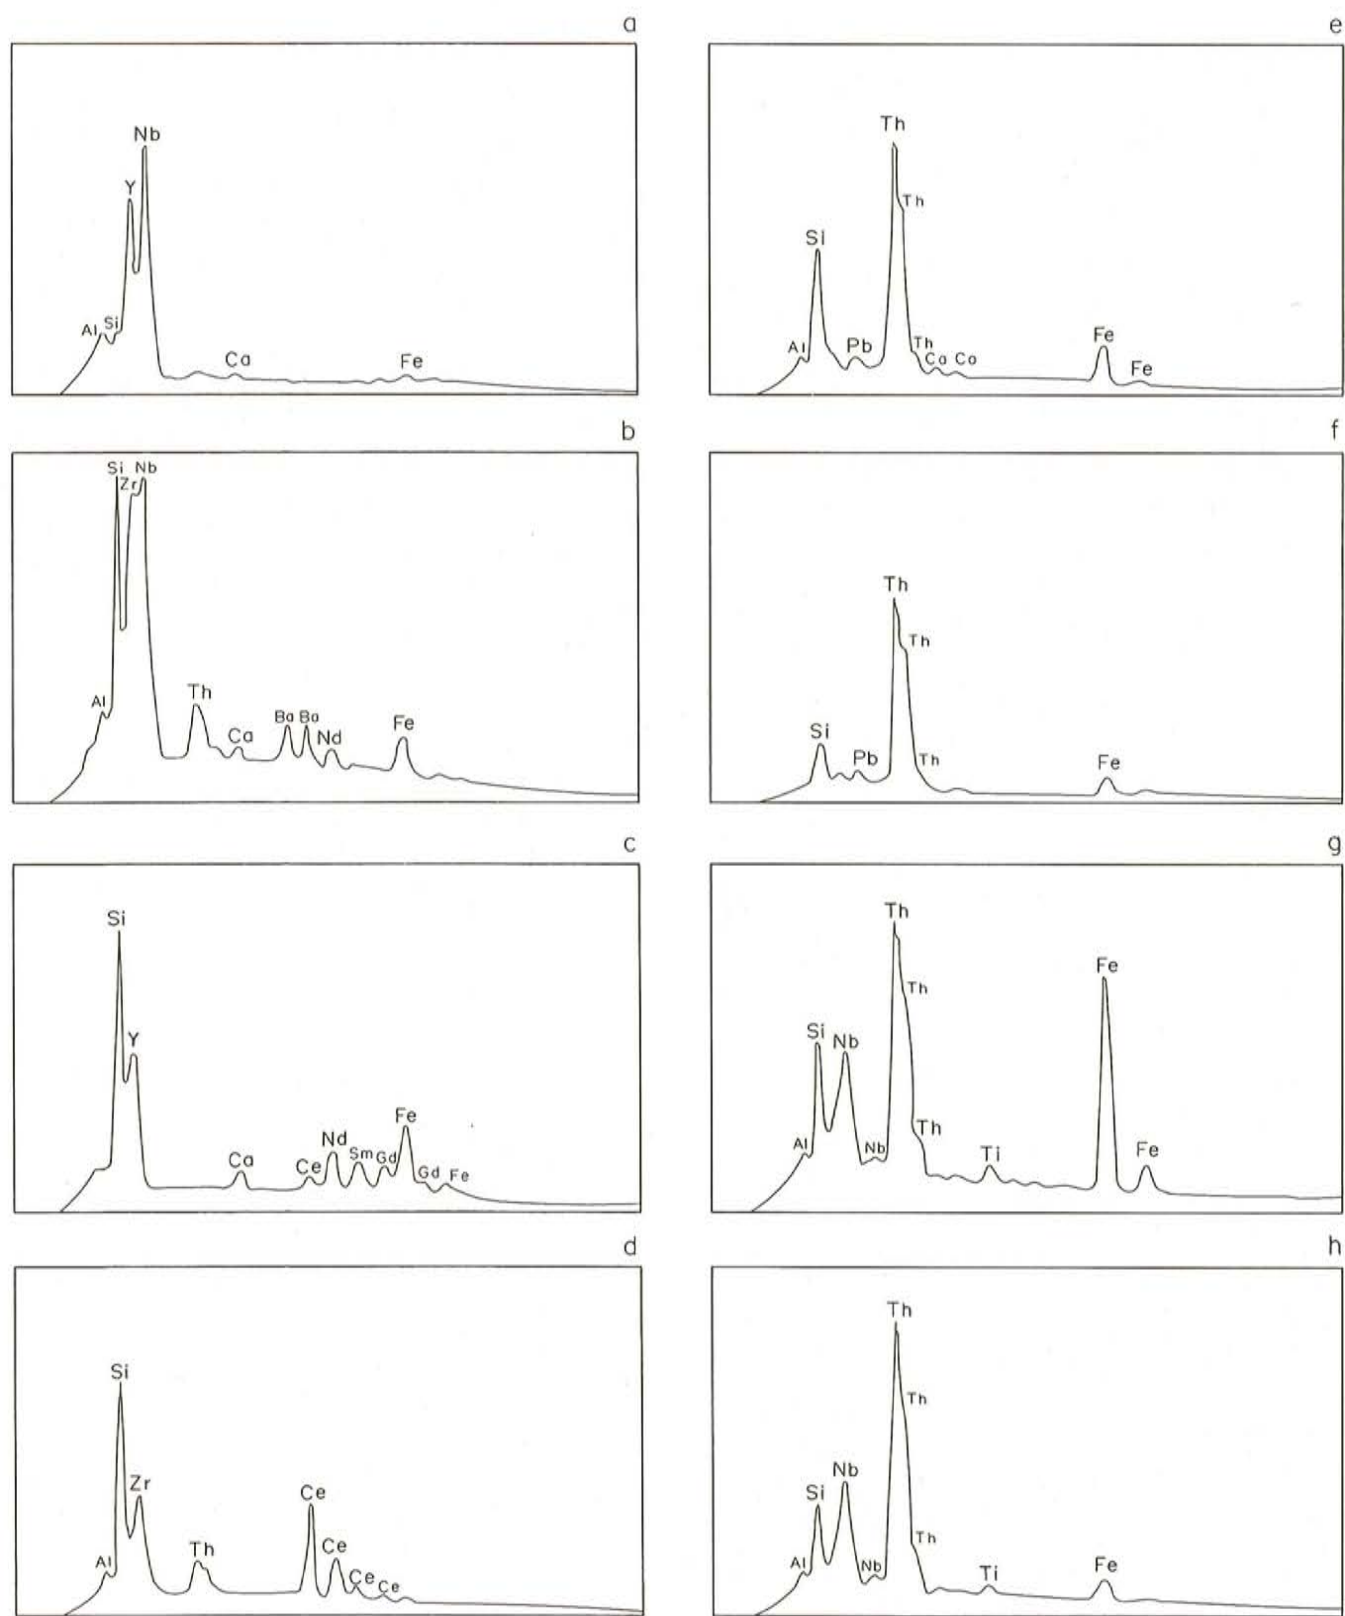 a
Nb
Y
Al Si
Ca
Fe
b
Si Zr Nb
Al
Th
Ca
Ba Ba
Nd
Fe
c
Si
Y
Ca
Ce
Nd
Sm
Gd
Fe
Gd
Fe
d
Si
Zr
Al
Th
Ce
Ce
Ce
Ce
e
Th
Th
Si
Al
Pb
Th
Ca Ca
Fe
Fe
f
Th
Th
Si
Pb
Th
Fe
g
Th
Th
Fe
Si
Nb
Al
Nb
Th
Ti
Fe
h
Th
Th
Nb
Si
Al
Nb
Th
Ti
Fe